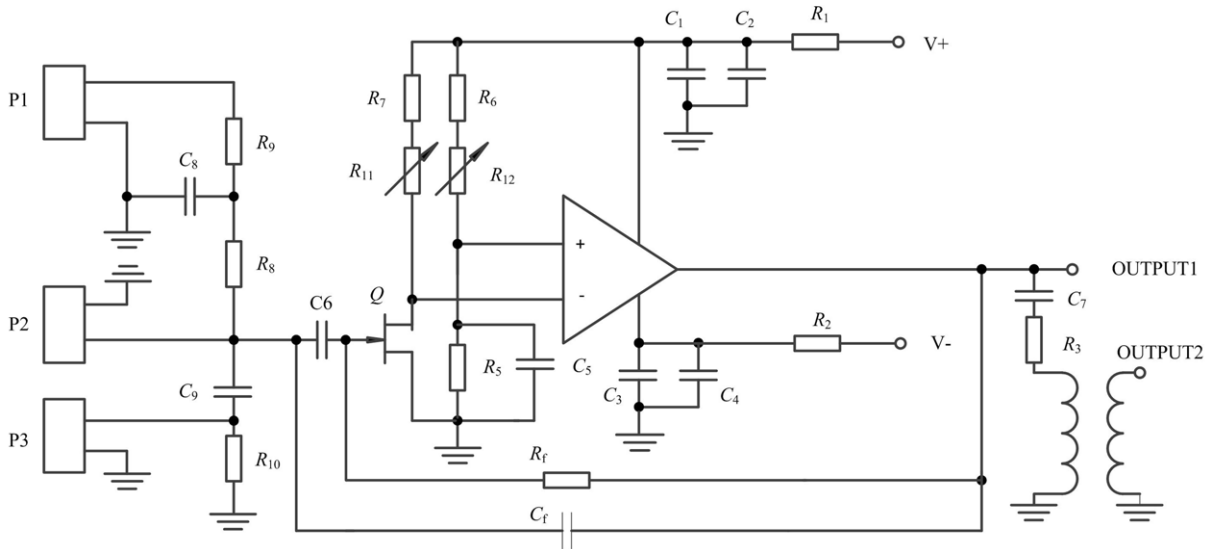 C1
C2
R1
V+
P1
R7
R6
R9
C8
R11
R12
+
R8
OUTPUT1
-
C6
Q
C7
P2
R2
V-
R3
OUTPUT2
C9
R5
C5
C3
C4
P3
R10
Rf
Cf